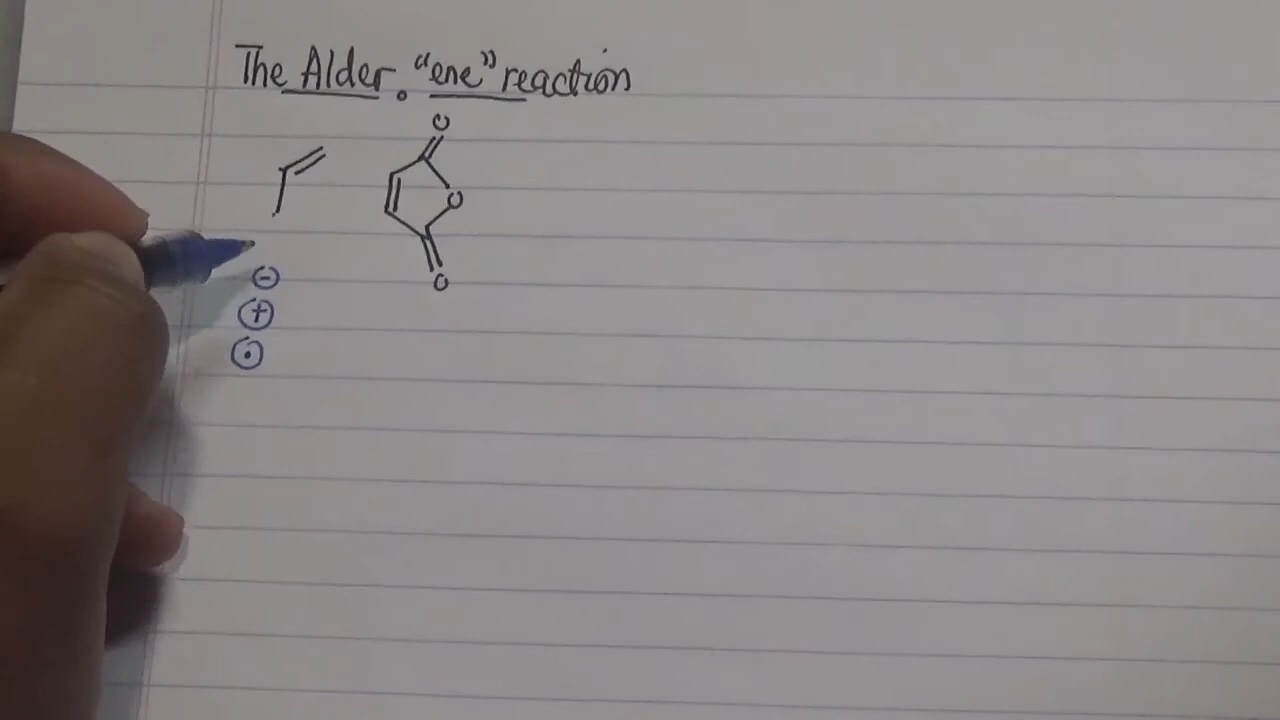 The Alder "ene" reaction
O
O
O
⊖
⊕
⊙